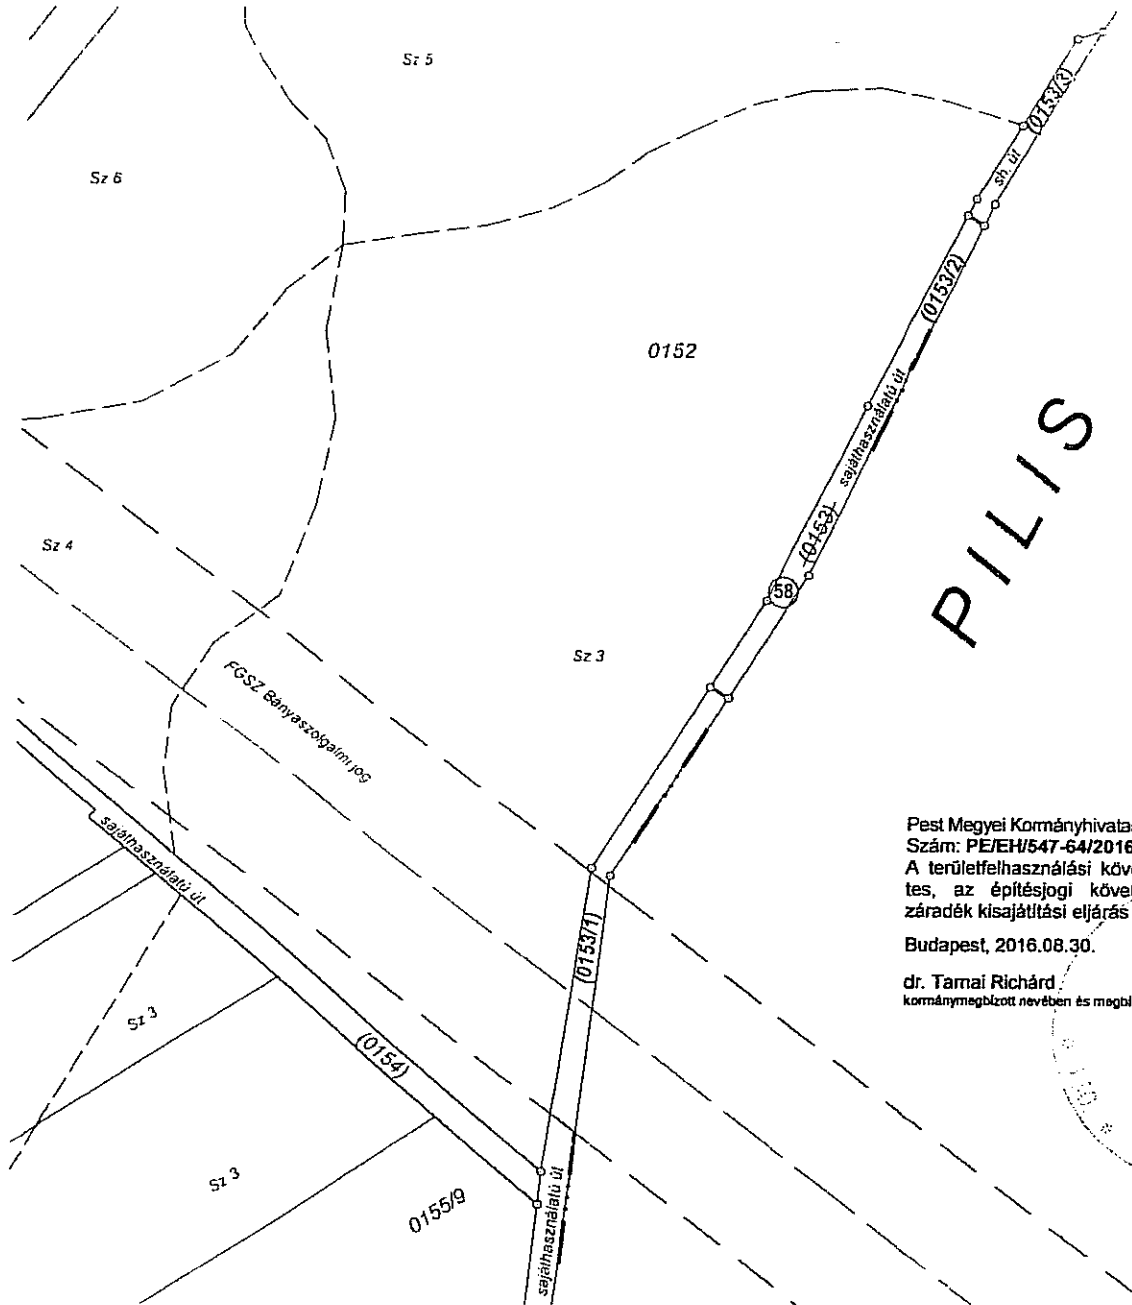 Sz 5
(0153/3)
Sz 6
sh. út
(0153/2)
0152
sajáthasználatú út
PILIS
(0153)
Sz 4
58
Sz 3
FGSZ Bányaszolgalmi jog
sajáthasználatú út
Pest Megyei Kormányhivata
Szám: PE/EH/547-64/2016
A területfelhasználási köv
tes, az építésjogi köve
záradék kisajátítási eljárás
Budapest, 2016.08.30.
dr. Tarnai Richárd
kormánymegbízott nevében és megbí
(0153/1)
Sz 3
(0154)
Sz 3
0155/9
sajáthasználatú út